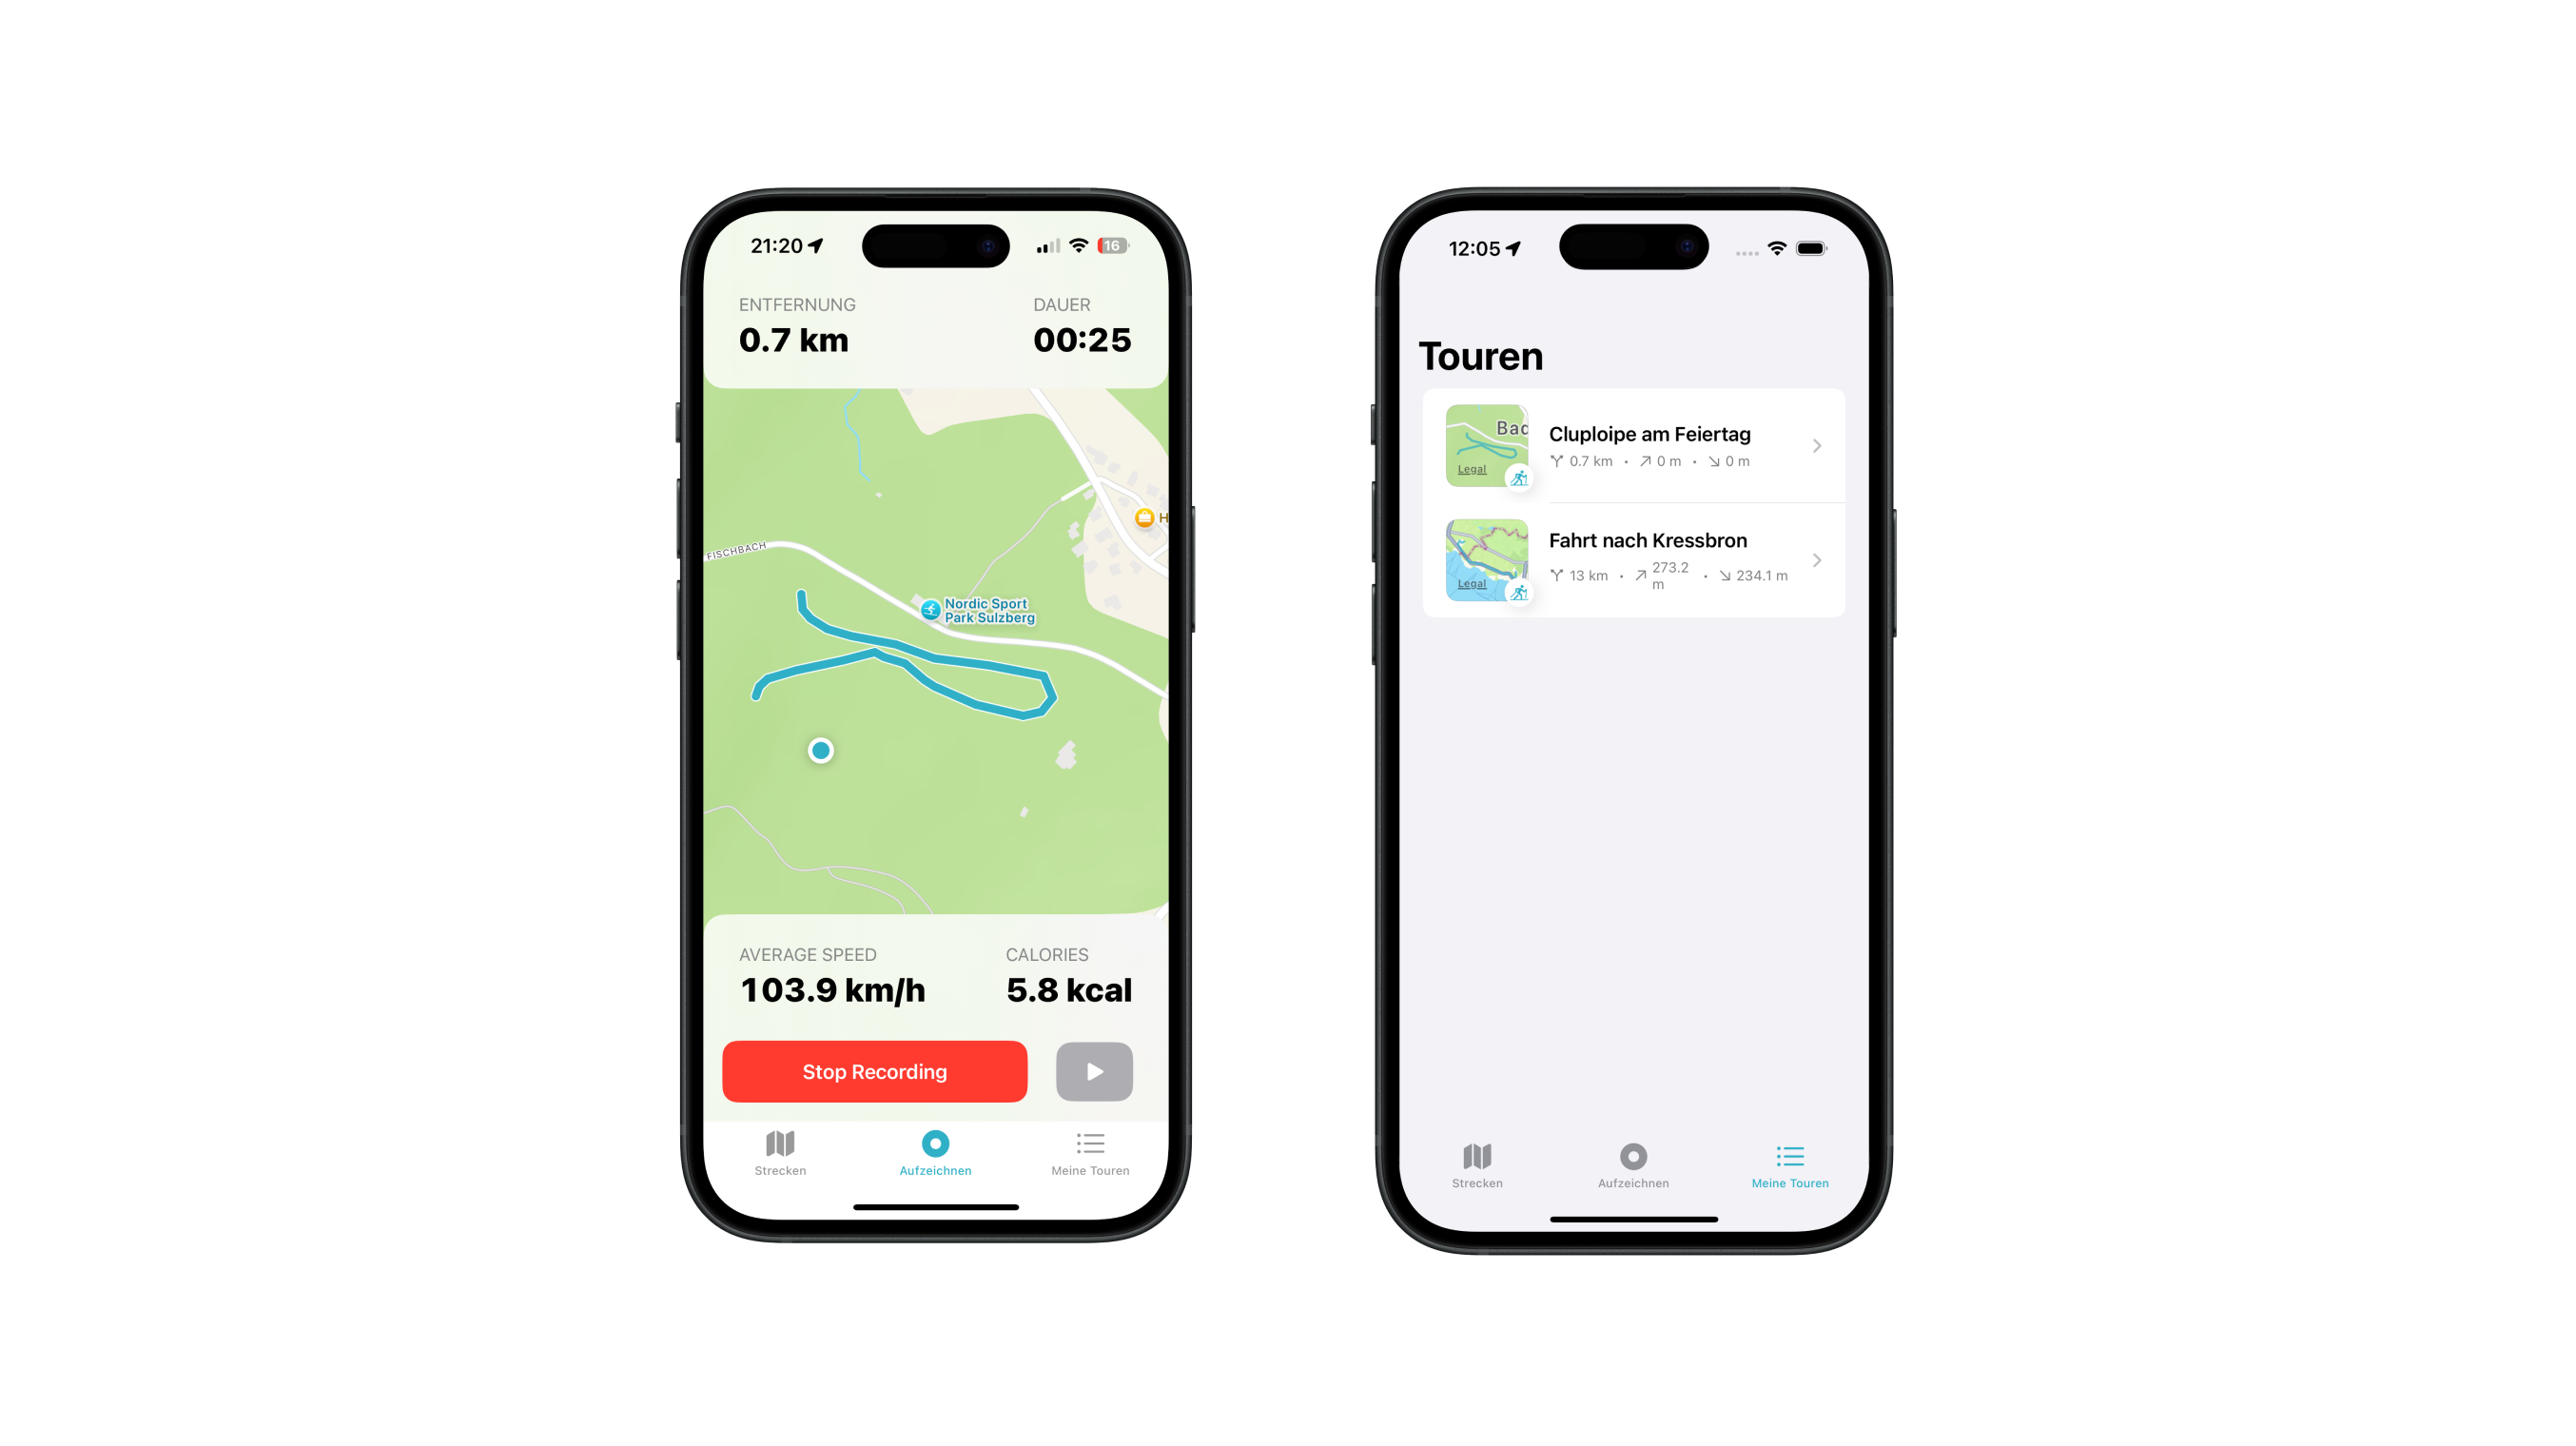 21:20
16
ENTFERNUNG
DAUER
0.7 km
00:25
H
FISCHBACH
Nordic Sport
Park Sulzberg
AVERAGE SPEED
CALORIES
103.9 km/h
5.8 kcal
Stop Recording
Strecken
Aufzeichnen
Meine Touren
12:05
Touren
Bad
Legal
Cluploipe am Feiertag
0.7 km • 0 m • 0 m
Legal
Fahrt nach Kressbron
13 km • 273.2 m • 234.1 m
Strecken
Aufzeichnen
Meine Touren